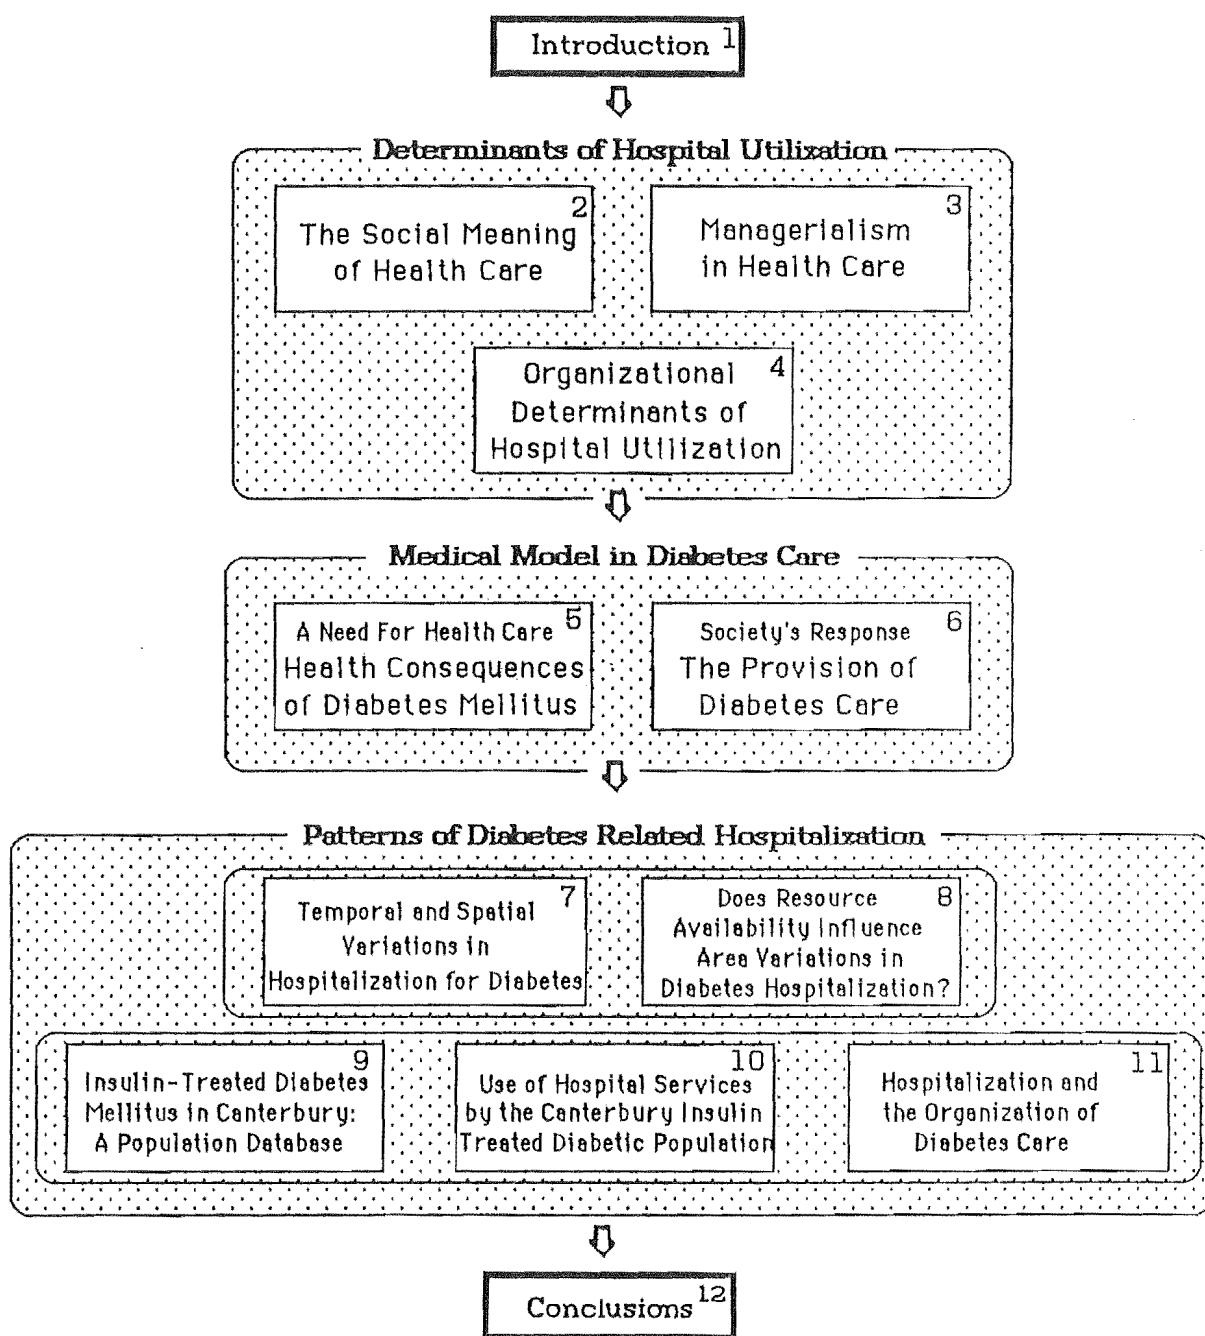 Introduction 1
Determinants of Hospital Utilization
2
The Social Meaning
of Health Care
3
Managerialism
in Health Care
4
Organizational
Determinants of
Hospital Utilization
Medical Model in Diabetes Care
5
A Need For Health Care
Health Consequences
of Diabetes Mellitus
6
Society's Response
The Provision of
Diabetes Care
Patterns of Diabetes Related Hospitalization
7
Temporal and Spatial
Variations in
Hospitalization for Diabetes
8
Does Resource
Availability Influence
Area Variations in
Diabetes Hospitalization?
9
Insulin-Treated Diabetes
Mellitus in Canterbury:
A Population Database
10
Use of Hospital Services
by the Canterbury Insulin
Treated Diabetic Population
11
Hospitalization and
the Organization of
Diabetes Care
Conclusions 12